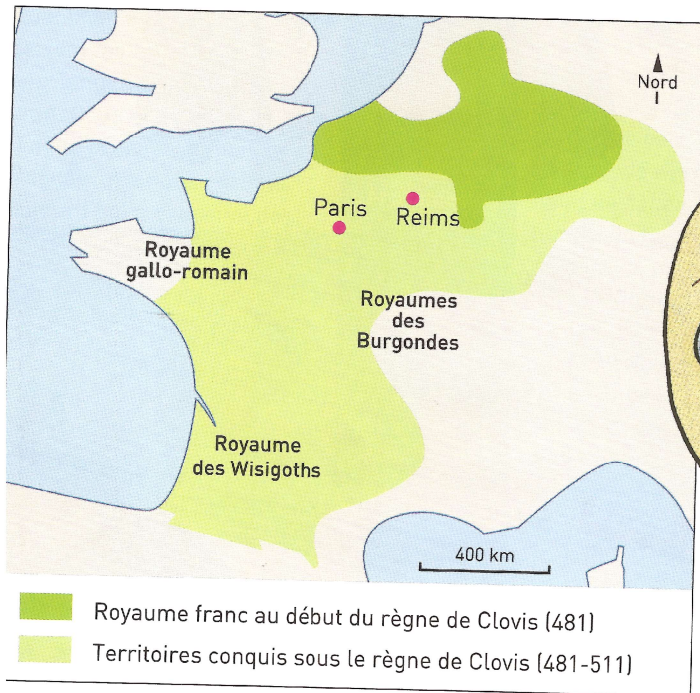 Nord
Paris
Reims
Royaume
gallo-romain
Royaumes
des
Burgondes
Royaume
des Wisigoths
400 km
Royaume franc au début du règne de Clovis (481)
Territoires conquis sous le règne de Clovis (481-511)